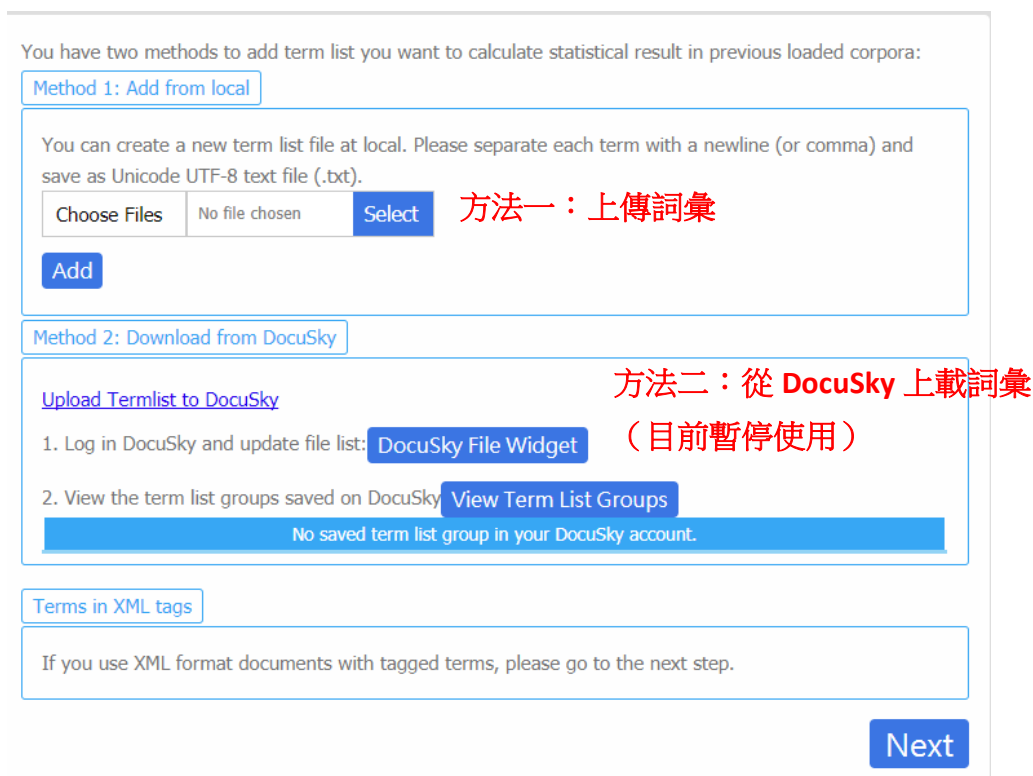 You have two methods to add term list you want to calculate statistical result in previous loaded corpora:
Method 1: Add from local
You can create a new term list file at local. Please separate each term with a newline (or comma) and
save as Unicode UTF-8 text file (.txt).
Choose Files No file chosen Select 方法一：上傳詞彙
Add
Method 2: Download from DocuSky
方法二：從 DocuSky 上載詞彙
Upload Termlist to DocuSky
（目前暫停使用）
1. Log in DocuSky and update file list: DocuSky File Widget
2. View the term list groups saved on DocuSky View Term List Groups
No saved term list group in your DocuSky account.
Terms in XML tags
If you use XML format documents with tagged terms, please go to the next step.
Next